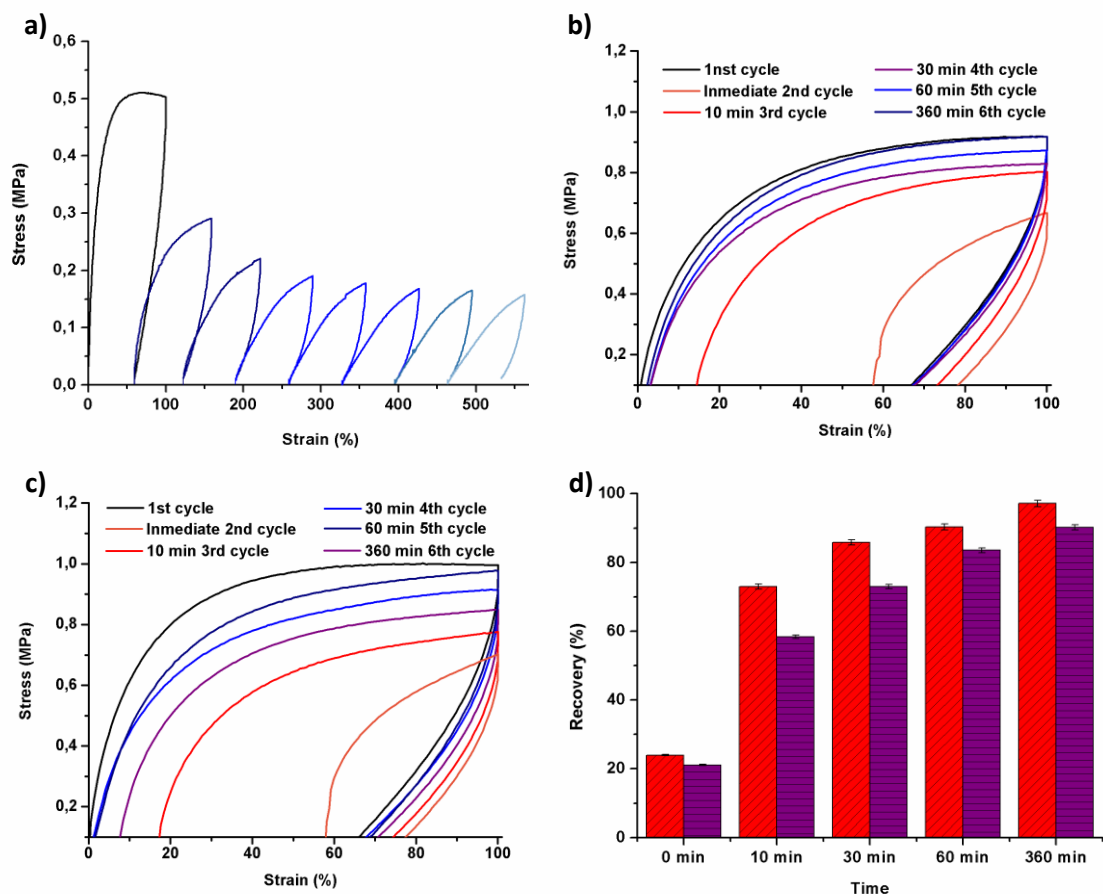 a)
0,6
0,5
0,4
0,3
0,2
0,1
0,0
0 100 200 300 400 500
Stress (MPa)
Strain (%)
b)
1,2
1,0
0,8
0,6
0,4
0,2
0 20 40 60 80 100
Stress (MPa)
Strain (%)
1nst cycle
Inmediate 2nd cycle
10 min 3rd cycle
30 min 4th cycle
60 min 5th cycle
360 min 6th cycle
c)
1,2
1,0
0,8
0,6
0,4
0,2
0 20 40 60 80 100
Stress (MPa)
Strain (%)
1st cycle
Inmediate 2nd cycle
10 min 3rd cycle
30 min 4th cycle
60 min 5th cycle
360 min 6th cycle
d)
100
80
60
40
20
0
0 min 10 min 30 min 60 min 360 min
Recovery (%)
Time